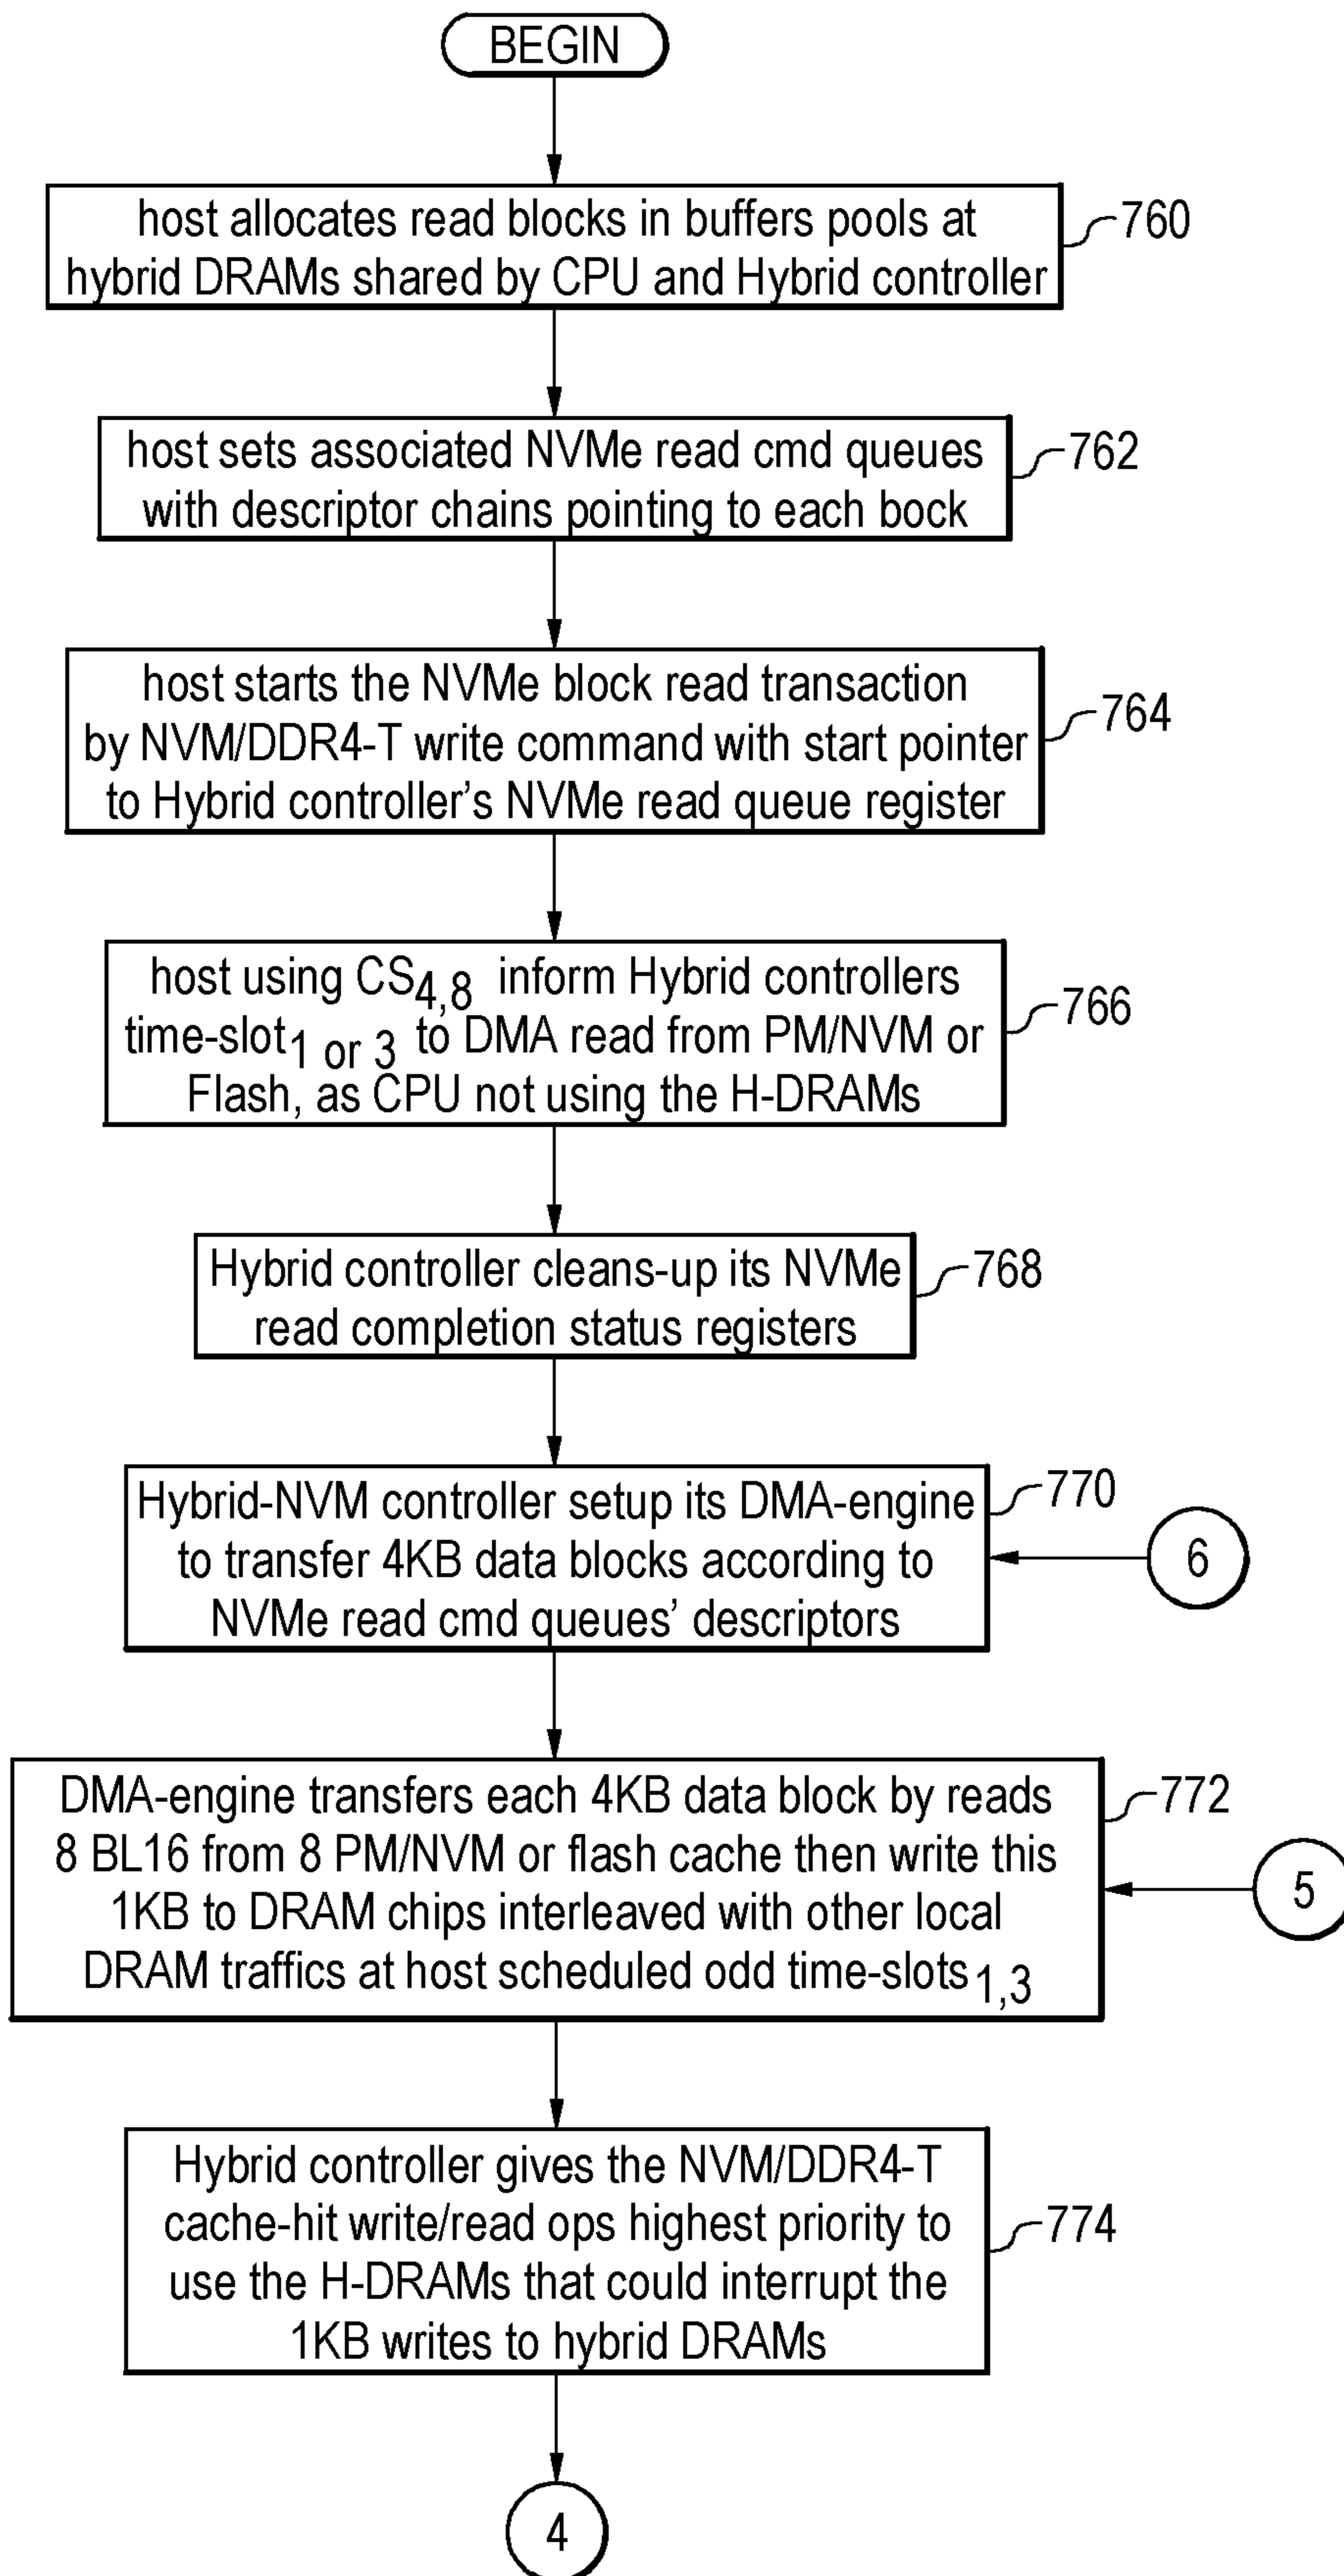 BEGIN
host allocates read blocks in buffers pools at
hybrid DRAMs shared by CPU and Hybrid controller
760
host sets associated NVMe read cmd queues
with descriptor chains pointing to each bock
762
host starts the NVMe block read transaction
by NVM/DDR4-T write command with start pointer
to Hybrid controller's NVMe read queue register
764
host using CS4,8 inform Hybrid controllers
time-slot1 or 3 to DMA read from PM/NVM or
Flash, as CPU not using the H-DRAMs
766
Hybrid controller cleans-up its NVMe
read completion status registers
768
Hybrid-NVM controller setup its DMA-engine
to transfer 4KB data blocks according to
NVMe read cmd queues' descriptors
770
6
DMA-engine transfers each 4KB data block by reads
8 BL16 from 8 PM/NVM or flash cache then write this
1KB to DRAM chips interleaved with other local
DRAM traffics at host scheduled odd time-slots1,3
772
5
Hybrid controller gives the NVM/DDR4-T
cache-hit write/read ops highest priority to
use the H-DRAMs that could interrupt the
1KB writes to hybrid DRAMs
774
4